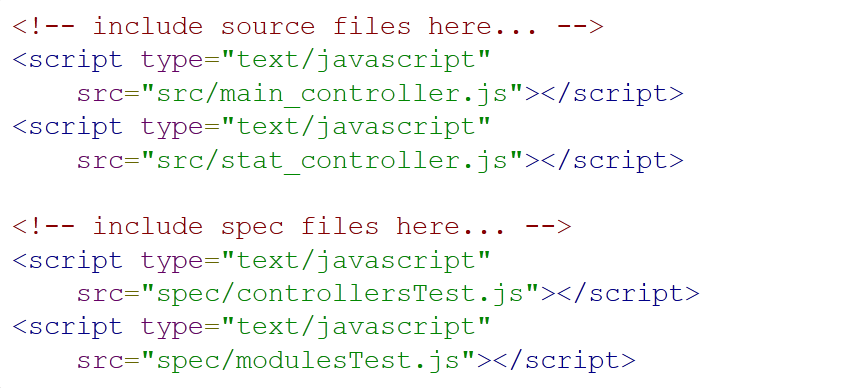 <!-- include source files here... -->
<script type="text/javascript"
    src="src/main_controller.js"></script>
<script type="text/javascript"
    src="src/stat_controller.js"></script>

<!-- include spec files here... -->
<script type="text/javascript"
    src="spec/controllersTest.js"></script>
<script type="text/javascript"
    src="spec/modulesTest.js"></script>